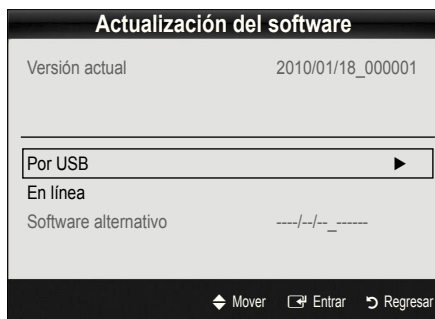 Actualización del software
Versión actual 2010/01/18_000001
Por USB
En línea
Software alternativo ----/--/--_------
Mover Entrar Regresar